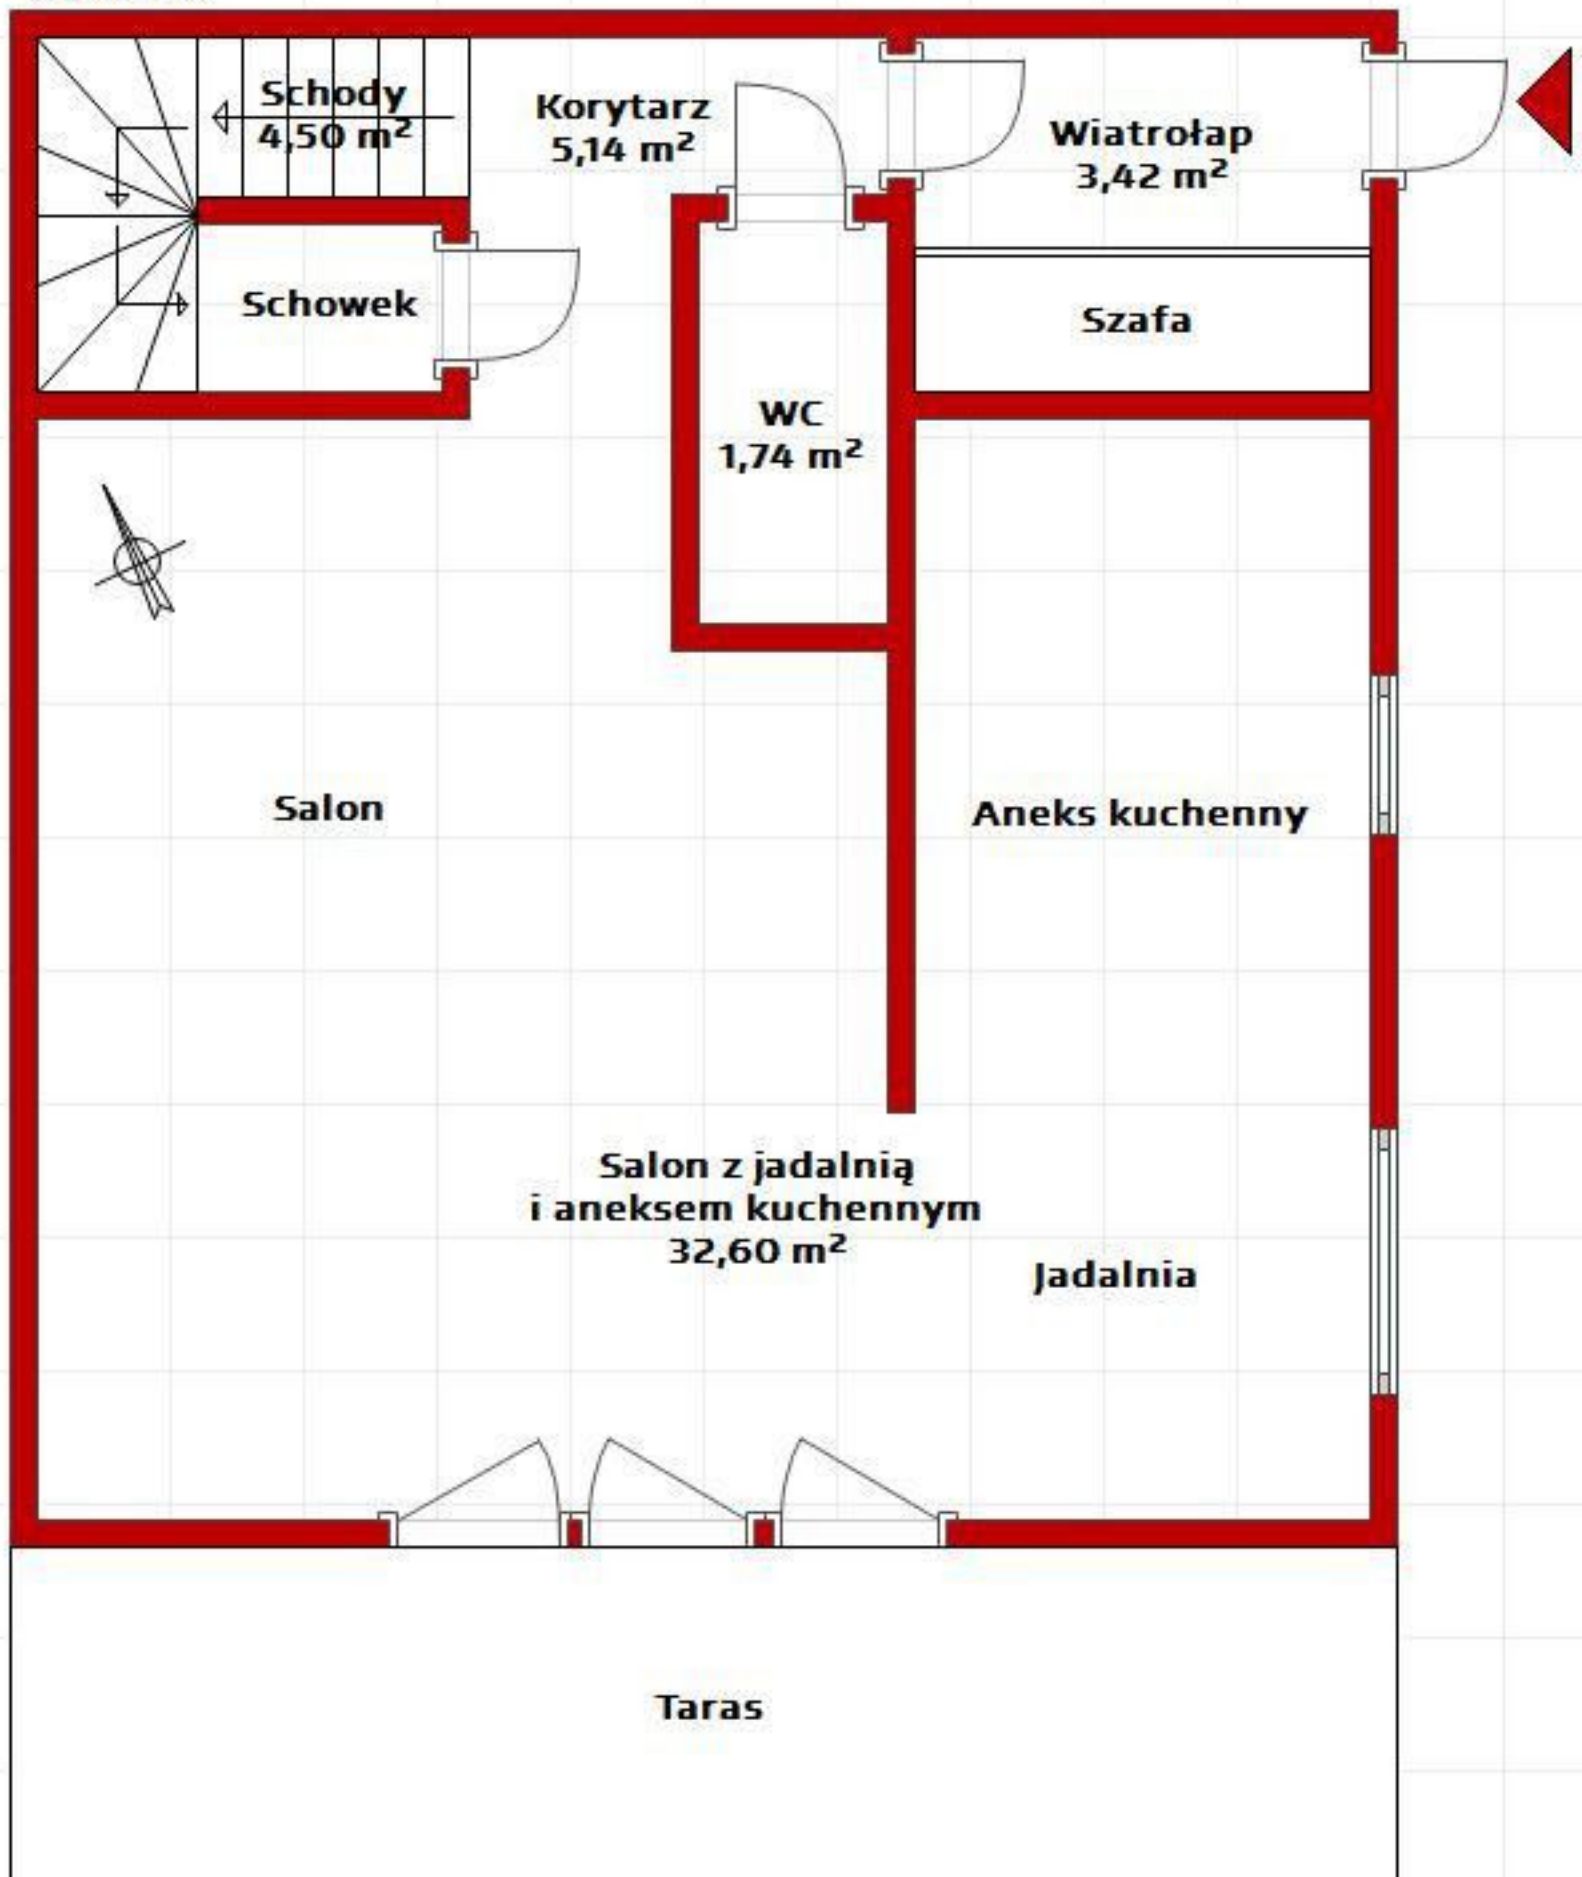 Schody
4,50 m²
Korytarz
5,14 m²
Wiatrołap
3,42 m²
Schowek
Szafa
WC
1,74 m²
Salon
Aneks kuchenny
Salon z jadalnią
i aneksem kuchennym
32,60 m²
Jadalnia
Taras